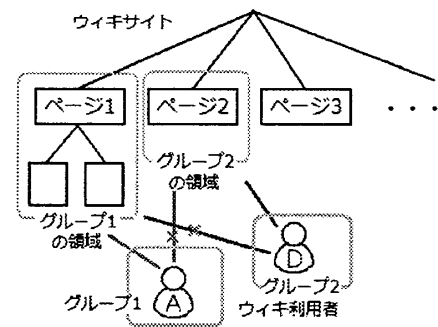 ウィキサイト
ページ1
ページ2
ページ3
・・・
グループ2
の領域
グループ1
の領域
D
グループ2
ウィキ利用者
グループ1
A